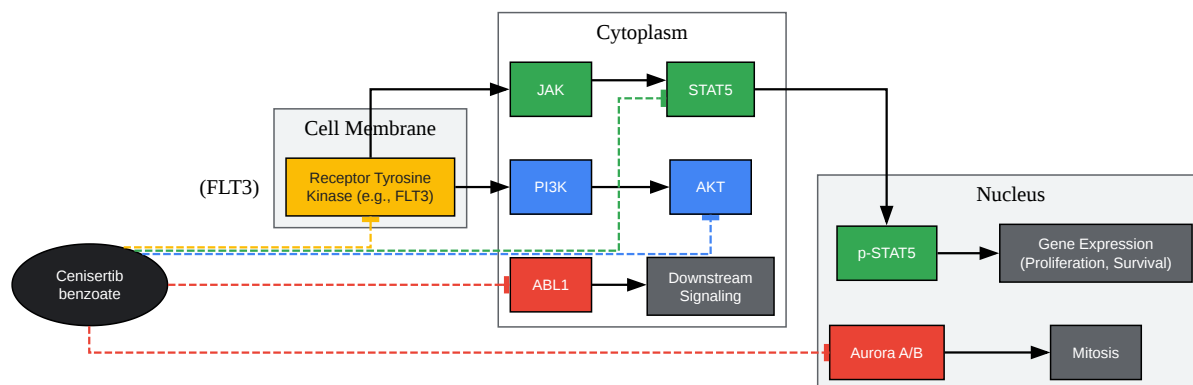 Cytoplasm
JAK
STAT5
Cell Membrane
(FLT3)
Receptor Tyrosine
Kinase (e.g., FLT3)
PI3K
AKT
Nucleus
p-STAT5
Gene Expression
(Proliferation, Survival)
Cenisertib
benzoate
ABL1
Downstream
Signaling
Aurora A/B
Mitosis